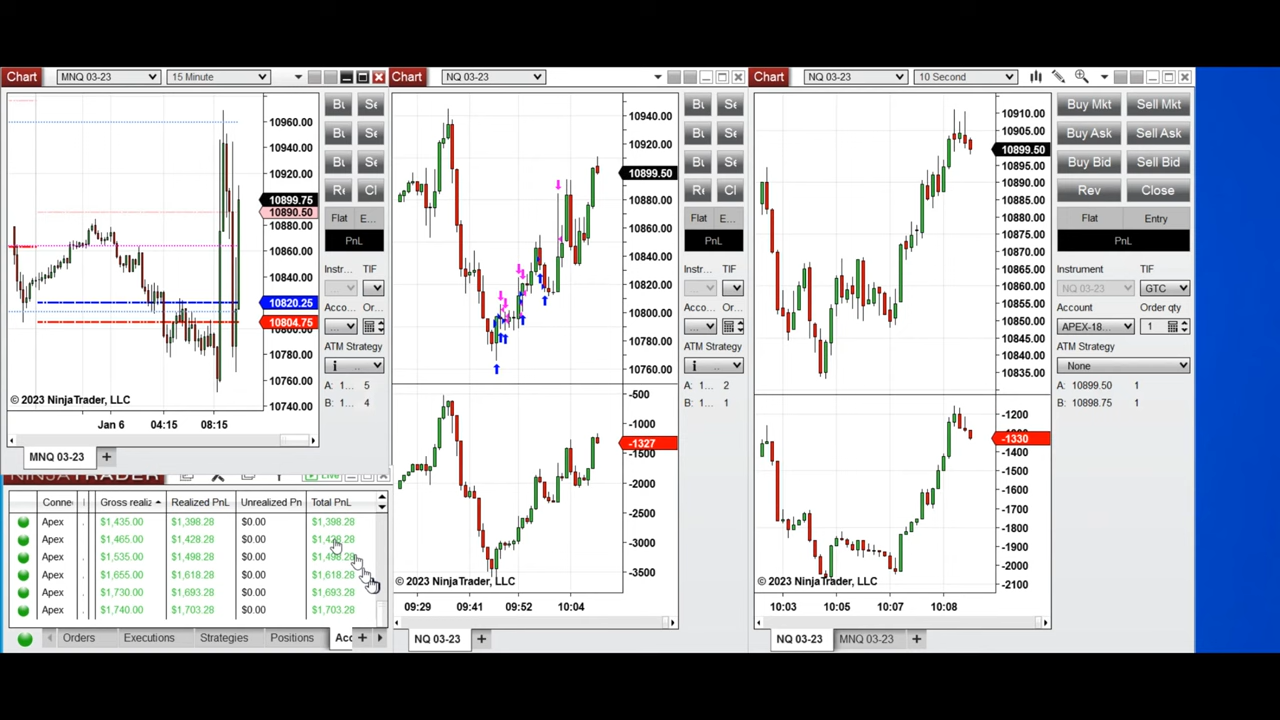 Chart MNQ 03-23 15 Minute
10960.00
10940.00
10920.00
10899.75
10890.50
10880.00
10860.00
10840.00
10820.25
10804.75
10780.00
10760.00
10740.00
© 2023 NinjaTrader, LLC
Jan 6 04:15 08:15
MNQ 03-23 +
Bu Se
Bu Se
Bu Se
Re Cl
Flat E...
PnL
Instr... TIF
Acco... Or...
ATM Strategy
A: 1... 5
B: 1... 4
NINJATRADER Live
Conne Gross realiz Realized PnL Unrealized Pn Total PnL
Apex $1,435.00 $1,398.28 $0.00 $1,398.28
Apex $1,465.00 $1,428.28 $0.00 $1,428.28
Apex $1,535.00 $1,498.28 $0.00 $1,498.28
Apex $1,655.00 $1,618.28 $0.00 $1,618.28
Apex $1,730.00 $1,693.28 $0.00 $1,693.28
Apex $1,740.00 $1,703.28 $0.00 $1,703.28
Orders Executions Strategies Positions Acc +
Chart NQ 03-23
10940.00
10920.00
10899.50
10880.00
10860.00
10840.00
10820.00
10800.00
10780.00
10760.00
-500
-1000
-1327
-1500
-2000
-2500
-3000
-3500
© 2023 NinjaTrader, LLC
09:29 09:41 09:52 10:04
NQ 03-23 +
Bu Se
Bu Se
Bu Se
Re Cl
Flat E...
PnL
Instr... TIF
Acco... Or...
ATM Strategy
A: 1... 2
B: 1... 1
Chart NQ 03-23 10 Second
10910.00
10905.00
10899.50
10895.00
10890.00
10885.00
10880.00
10875.00
10870.00
10865.00
10860.00
10855.00
10850.00
10845.00
10840.00
10835.00
-1200
-1330
-1400
-1500
-1600
-1700
-1800
-1900
-2000
-2100
© 2023 NinjaTrader, LLC
10:03 10:05 10:07 10:08
NQ 03-23 MNQ 03-23 +
Buy Mkt Sell Mkt
Buy Ask Sell Ask
Buy Bid Sell Bid
Rev Close
Flat Entry
PnL
Instrument TIF
NQ 03-23 GTC
Account Order qty
APEX-18... 1
ATM Strategy
None
A: 10899.50 1
B: 10898.75 1